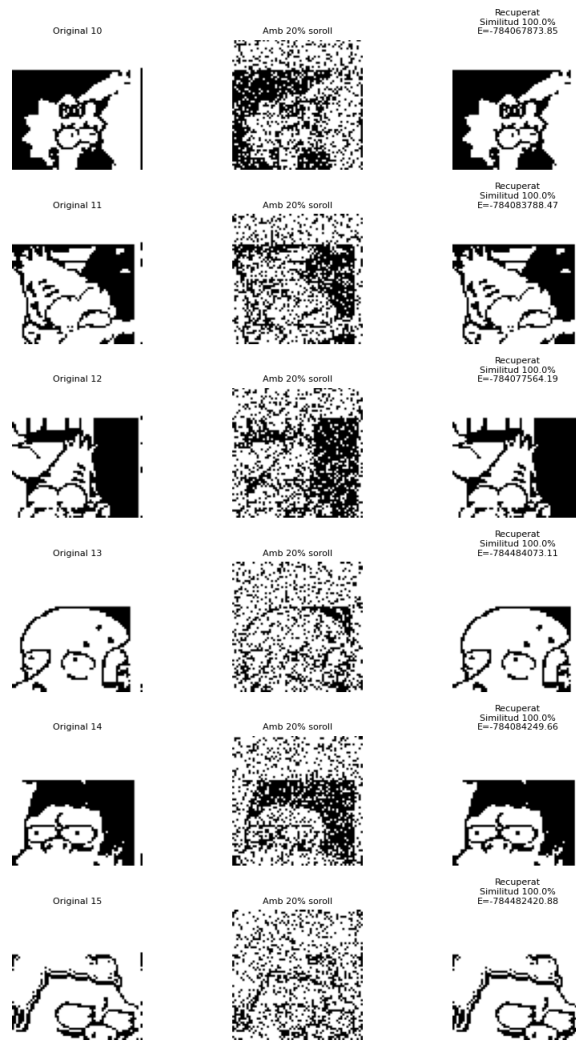 Original 10
Amb 20% soroll
Recuperat
Similitud 100.0%
E=-784067873.85
Original 11
Amb 20% soroll
Recuperat
Similitud 100.0%
E=-784083788.47
Original 12
Amb 20% soroll
Recuperat
Similitud 100.0%
E=-784077564.19
Original 13
Amb 20% soroll
Recuperat
Similitud 100.0%
E=-784484073.11
Original 14
Amb 20% soroll
Recuperat
Similitud 100.0%
E=-784084249.66
Original 15
Amb 20% soroll
Recuperat
Similitud 100.0%
E=-784482420.88